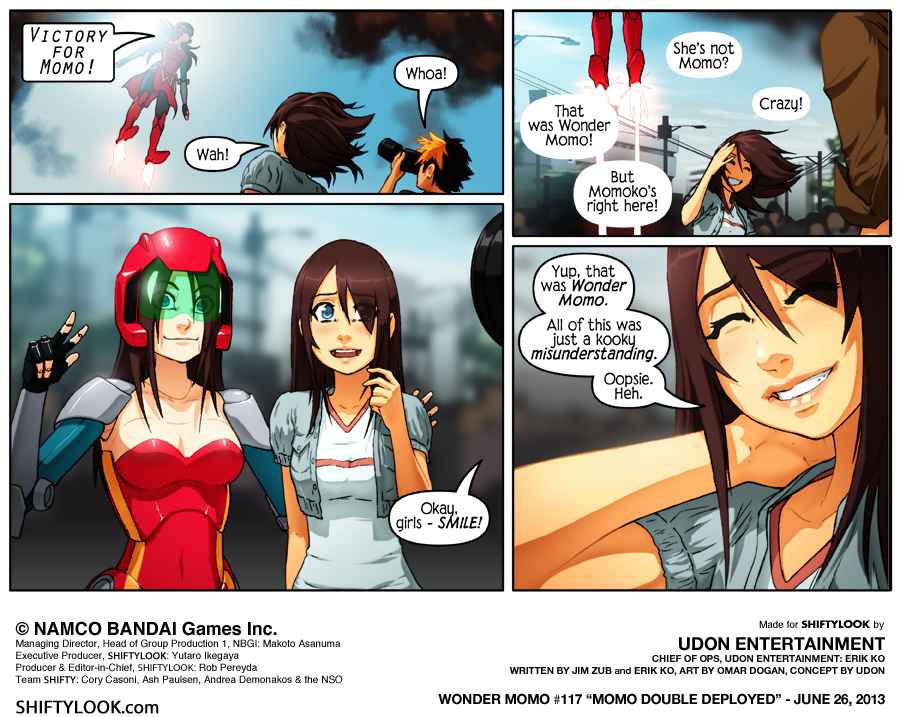 VICTORY
FOR
MOMO!
Whoa!
Wah!
She's not
Momo?
That
was Wonder
Momo!
Crazy!
But
Momoko's
right here!
Okay,
girls - SMILE!
Yup, that
was Wonder
Momo.
All of this was
just a kooky
misunderstanding.
Oopsie.
Heh.
© NAMCO BANDAI Games Inc.
Managing Director, Head of Group Production 1, NBGI: Makoto Asanuma
Executive Producer, SHIFTYLOOK: Yutaro Ikegaya
Producer & Editor-in-Chief, SHIFTYLOOK: Rob Pereyda
Team SHIFTY: Cory Casoni, Ash Paulsen, Andrea Demonakos & the NSO
SHIFTYLOOK.com
Made for SHIFTYLOOK by
UDON ENTERTAINMENT
CHIEF OF OPS, UDON ENTERTAINMENT: ERIK KO
WRITTEN BY JIM ZUB and ERIK KO, ART BY OMAR DOGAN, CONCEPT BY UDON
WONDER MOMO #117 “MOMO DOUBLE DEPLOYED” - JUNE 26, 2013